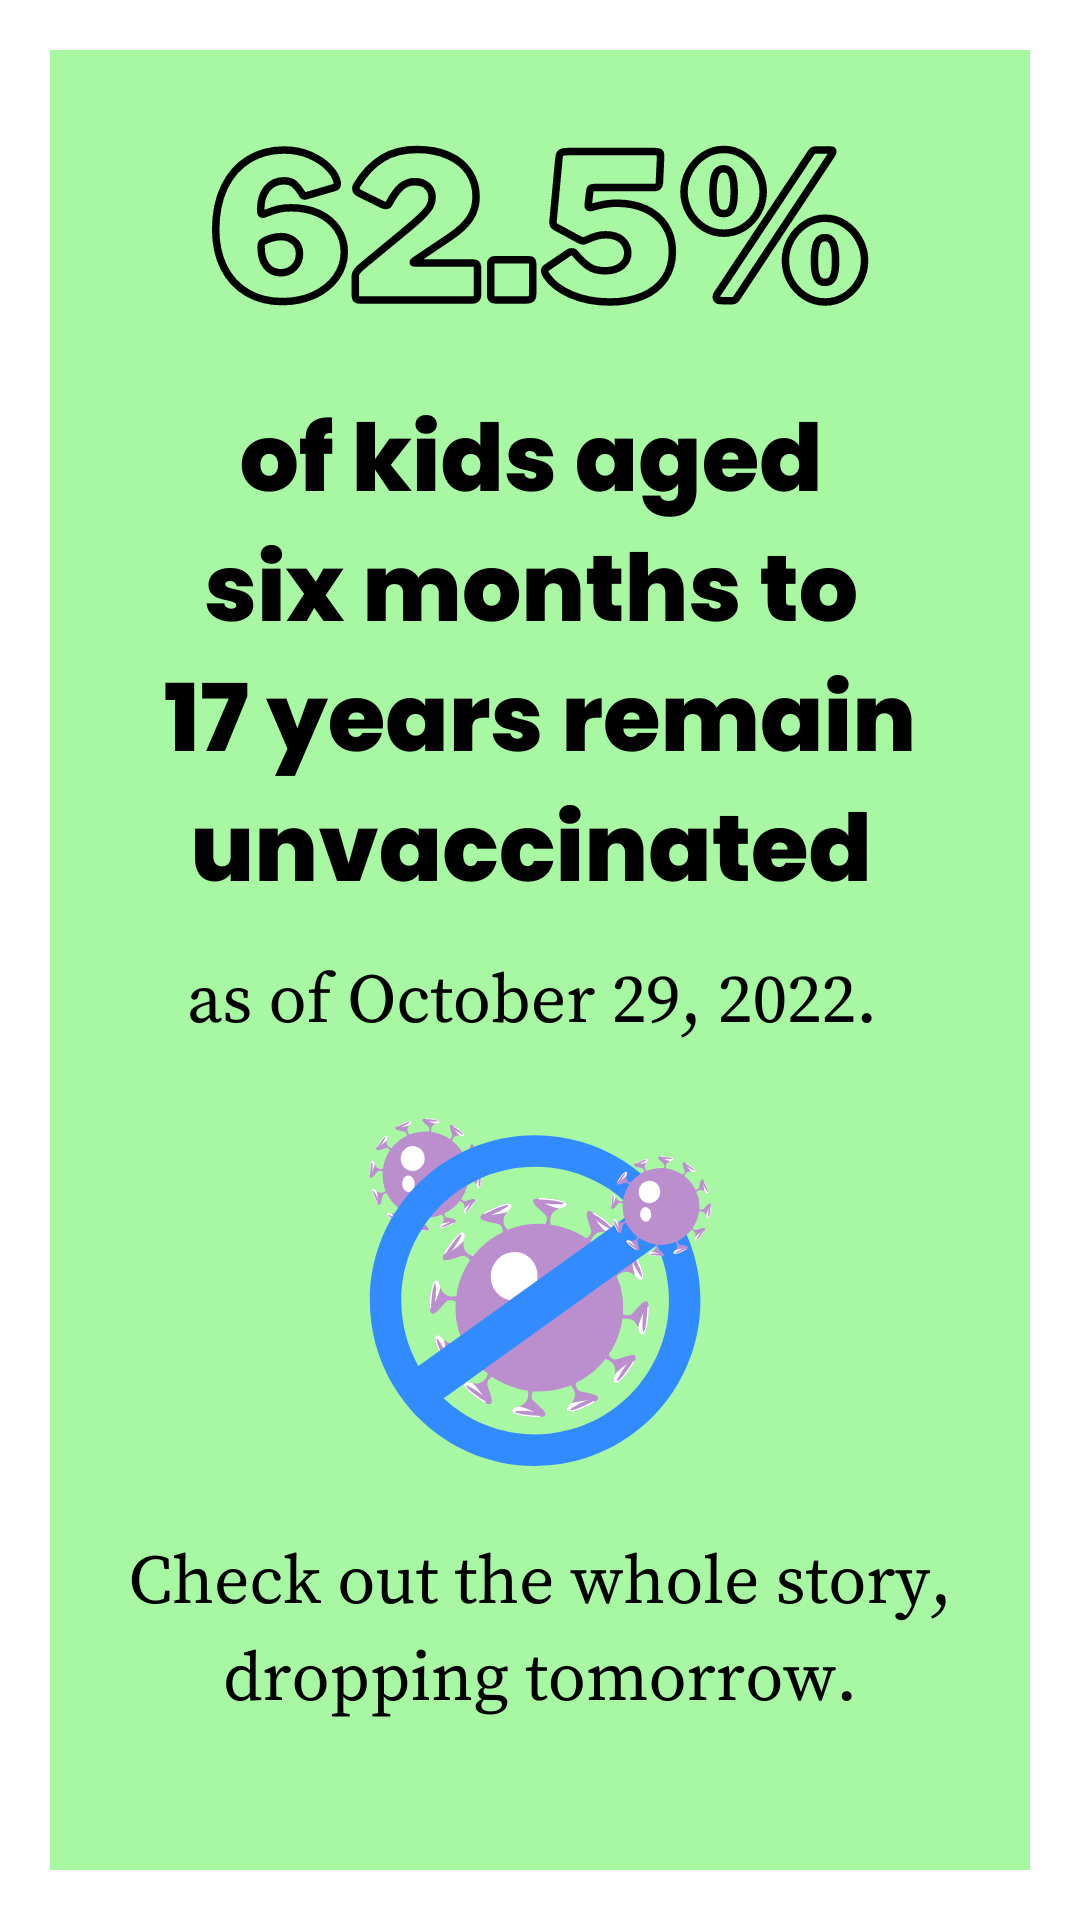 62.5%
of kids aged
six months to
17 years remain
unvaccinated
as of October 29, 2022.
Check out the whole story,
dropping tomorrow.